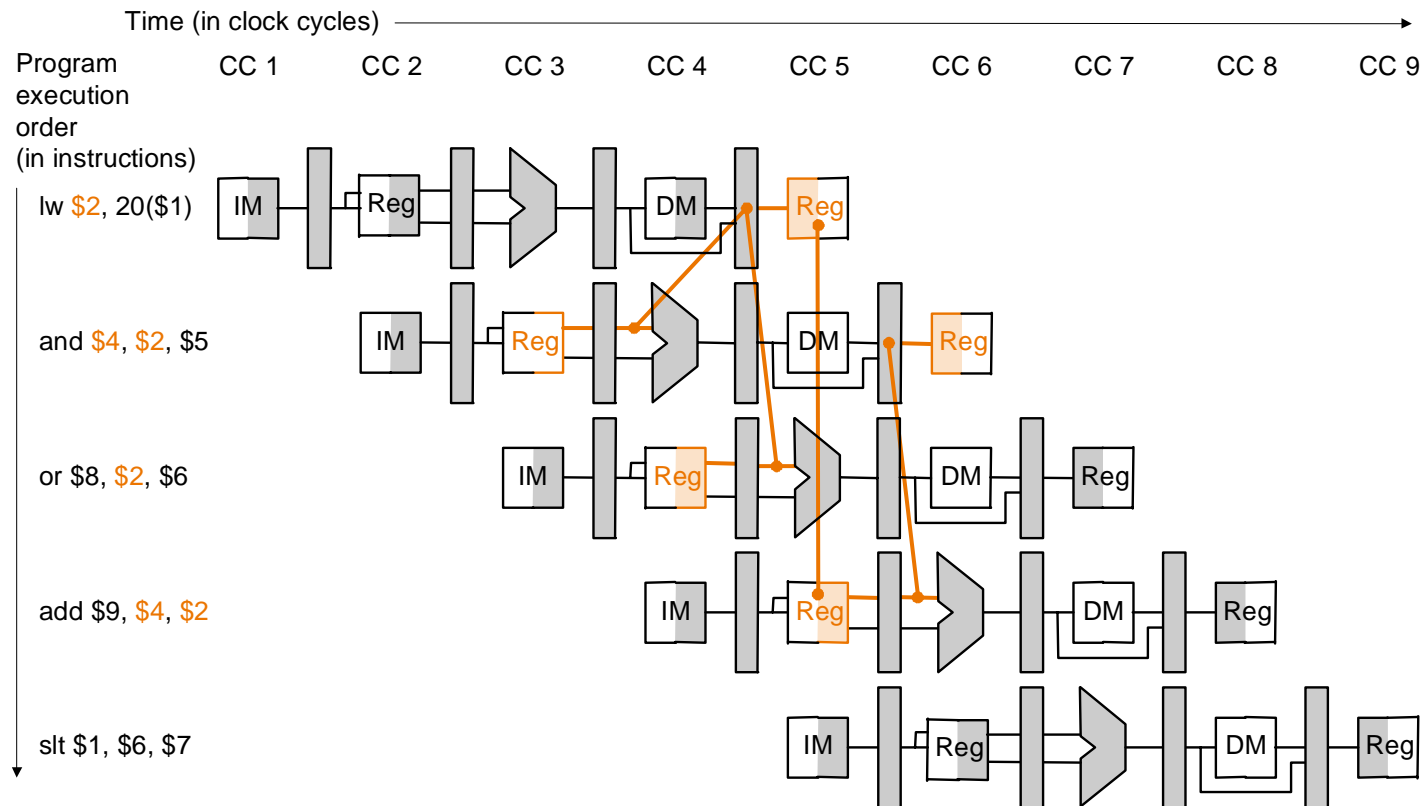 Time (in clock cycles)
Program
execution
order
(in instructions)
CC 1 CC 2 CC 3 CC 4 CC 5 CC 6 CC 7 CC 8 CC 9
lw $2, 20($1) IM Reg DM Reg
and $4, $2, $5 IM Reg DM Reg
or $8, $2, $6 IM Reg DM Reg
add $9, $4, $2 IM Reg DM Reg
slt $1, $6, $7 IM Reg DM Reg